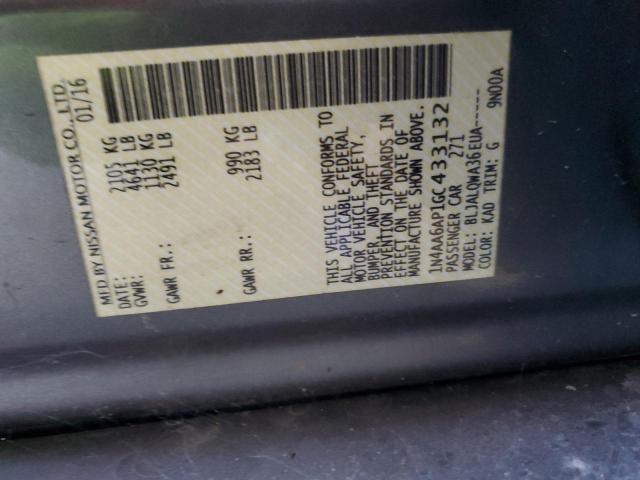 MFD BY NISSAN MOTOR CO., LTD.
DATE: 01/16
GVWR: 2105 KG
4641 LB
GAWR FR.: 1130 KG
2491 LB
GAWR RR.: 990 KG
2183 LB
THIS VEHICLE CONFORMS TO
ALL APPLICABLE FEDERAL
MOTOR VEHICLE SAFETY,
BUMPER, AND THEFT
PREVENTION STANDARDS IN
EFFECT ON THE DATE OF
MANUFACTURE SHOWN ABOVE.
1N4AA6AP1GC433132
PASSENGER CAR 271
MODEL: BLJALQWA36EUA-----
COLOR: KAD TRIM: G 9N00A